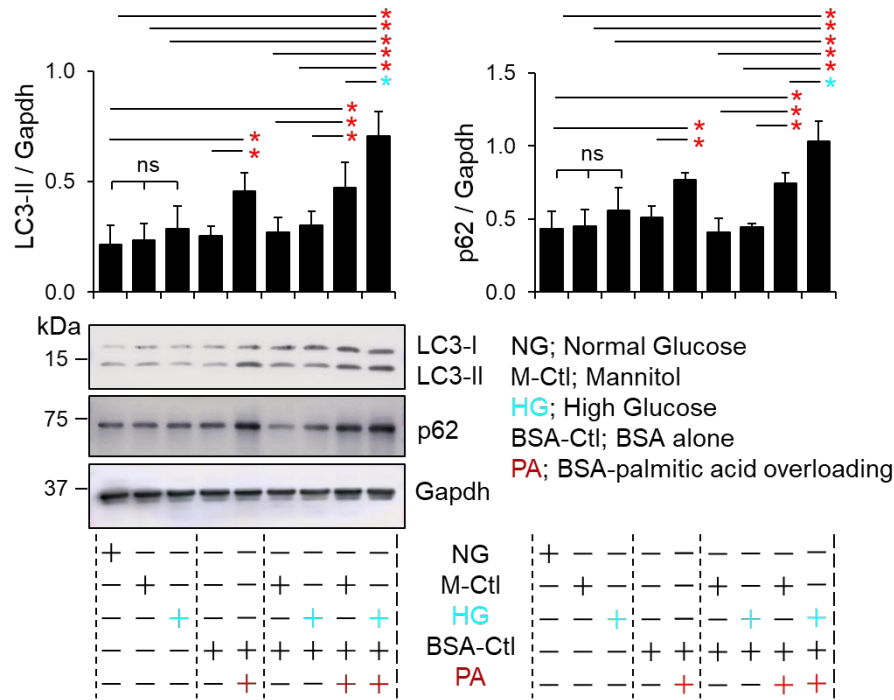 * *
* *
* *
* *
* *
1.0 * 1.5 *
* *
* *
* * * *
* * * *
ns 1.0 ns
LC3-II / Gapdh 0.5 p62 / Gapdh 0.5
0.0 0.0
kDa
LC3-I NG; Normal Glucose
15 LC3-II M-Ctl; Mannitol
HG; High Glucose
75 p62 BSA-Ctl; BSA alone
PA; BSA-palmitic acid overloading
37 Gapdh
+ − − − − − − − − NG + − − − − − − − −
− + − − − + − + − M-Ctl − + − − − + − + −
− − + − − − + − + HG − − + − − − + − +
− − − + + + + + + BSA-Ctl − − − + + + + + +
− − − − + − − + + PA − − − − + − − + +